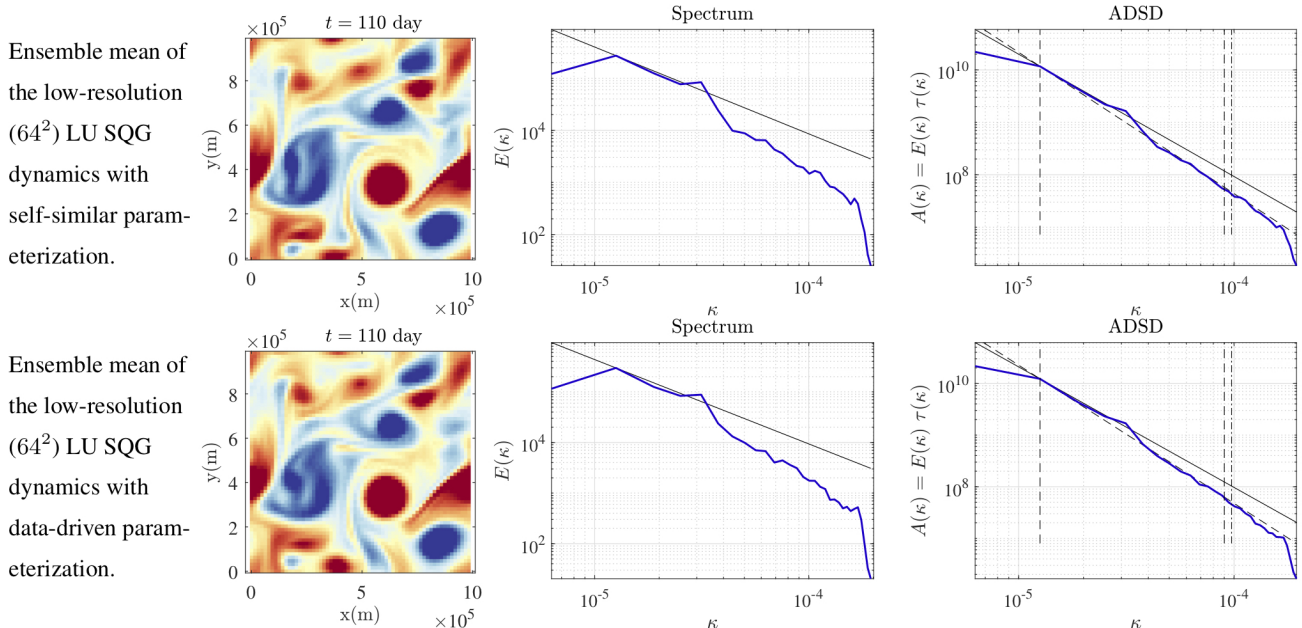 Ensemble mean of
the low-resolution
(64²) LU SQG
dynamics with
self-similar param-
eterization.
×10⁵
t = 110 day
8
6
4
2
0
y(m)
0
5
10
x(m)
×10⁵
Spectrum
E(κ)
10⁴
10²
10⁻⁵
10⁻⁴
κ
ADSD
A(κ) = E(κ) τ(κ)
10¹⁰
10⁸
10⁻⁵
10⁻⁴
κ
Ensemble mean of
the low-resolution
(64²) LU SQG
dynamics with
data-driven param-
eterization.
×10⁵
t = 110 day
8
6
4
2
0
y(m)
0
5
10
x(m)
×10⁵
Spectrum
E(κ)
10⁴
10²
10⁻⁵
10⁻⁴
κ
ADSD
A(κ) = E(κ) τ(κ)
10¹⁰
10⁸
10⁻⁵
10⁻⁴
κ